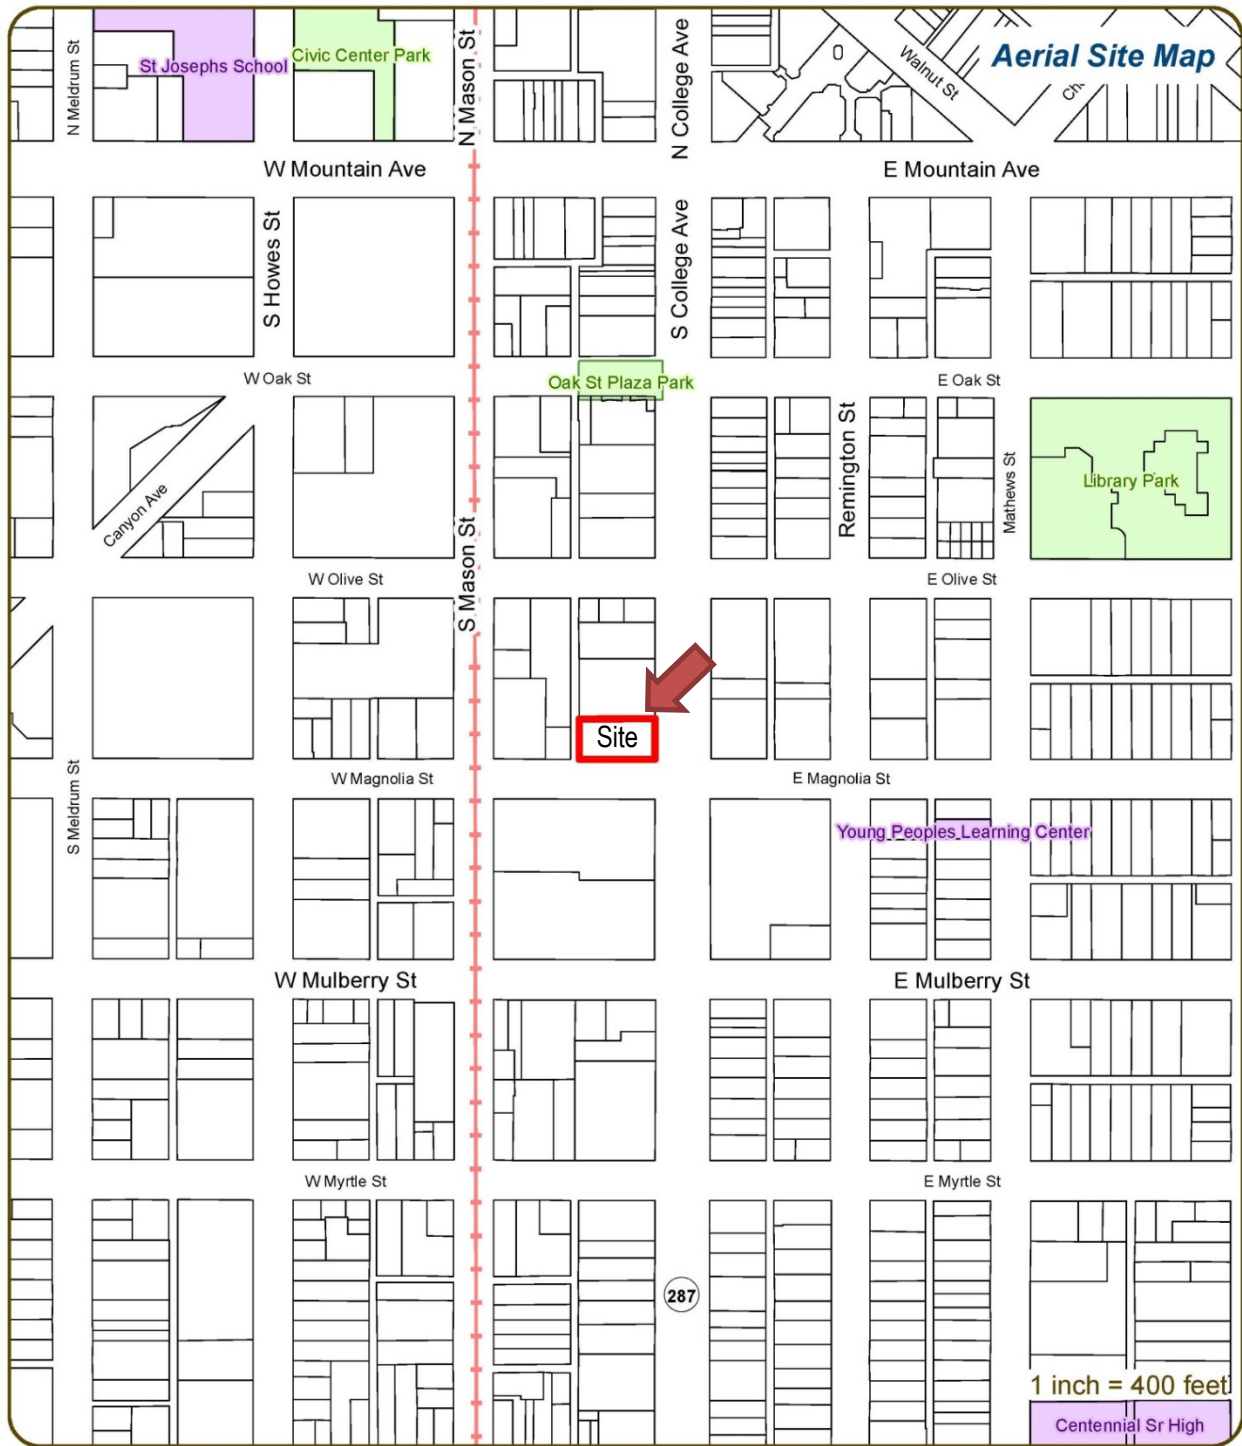 N Meldrum St
St Josephs School
Civic Center Park
N Mason St
N College Ave
Walnut St
Aerial Site Map
W Mountain Ave
E Mountain Ave
S Howes St
S College Ave
W Oak St
Oak St Plaza Park
E Oak St
Canyon Ave
S Mason St
Remington St
Mathews St
Library Park
W Olive St
E Olive St
Site
S Meldrum St
W Magnolia St
E Magnolia St
Young Peoples Learning Center
W Mulberry St
E Mulberry St
W Myrtle St
E Myrtle St
287
1 inch = 400 feet
Centennial Sr High